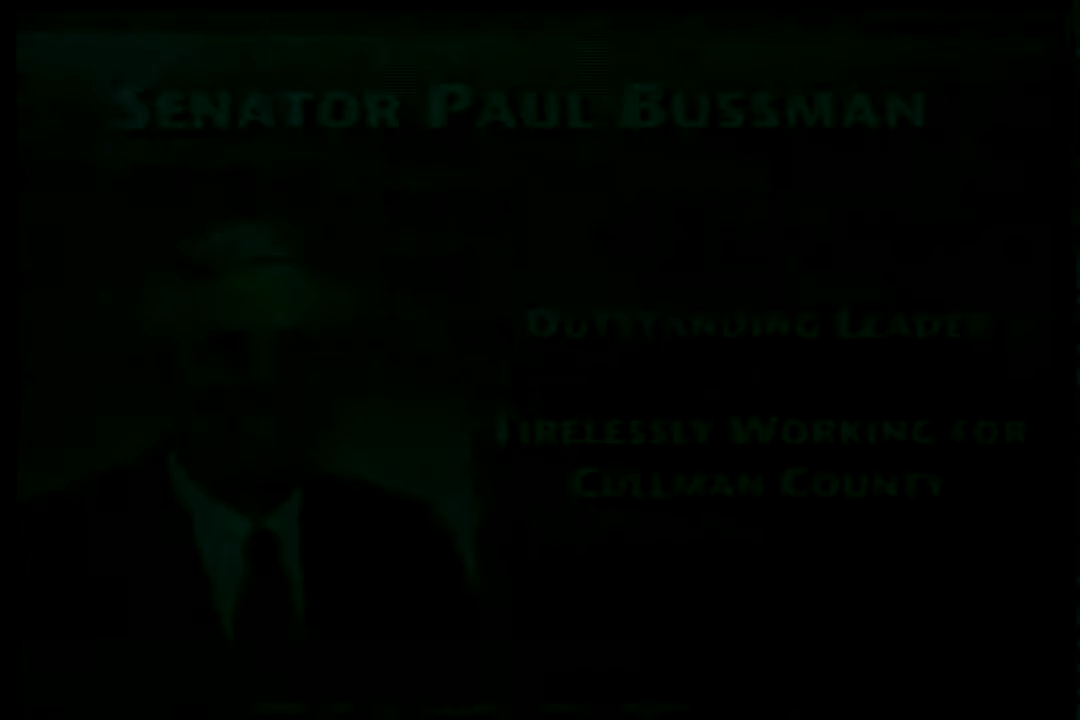 SENATOR PAUL BUSSMAN
OUTSTANDING LEADER
TIRELESSLY WORKING FOR
CULLMAN COUNTY